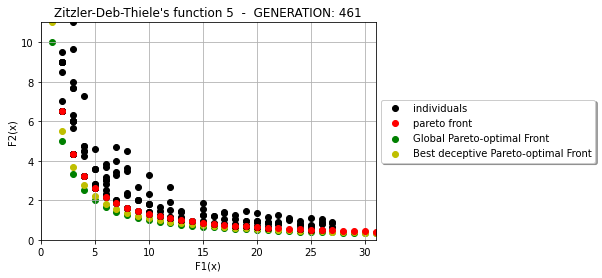 Zitzler-Deb-Thiele's function 5 - GENERATION: 461
10
8
6
4
2
0
F2(x)
0 5 10 15 20 25 30
F1(x)
individuals
pareto front
Global Pareto-optimal Front
Best deceptive Pareto-optimal Front